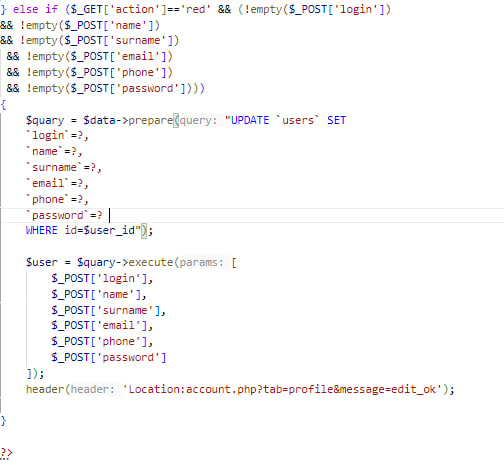 } else if ($_GET['action']=='red' && (!empty($_POST['login'])
&& !empty($_POST['name'])
&& !empty($_POST['surname'])
&& !empty($_POST['email'])
&& !empty($_POST['phone'])
&& !empty($_POST['password'])))
{
$quary = $data->prepare(query: "UPDATE `users` SET
`login`=?,
`name`=?,
`surname`=?,
`email`=?,
`phone`=?,
`password`=?
WHERE id=$user_id");
$user = $quary->execute(params: [
$_POST['login'],
$_POST['name'],
$_POST['surname'],
$_POST['email'],
$_POST['phone'],
$_POST['password']
]);
header(header: 'Location:account.php?tab=profile&message=edit_ok');
}
?>